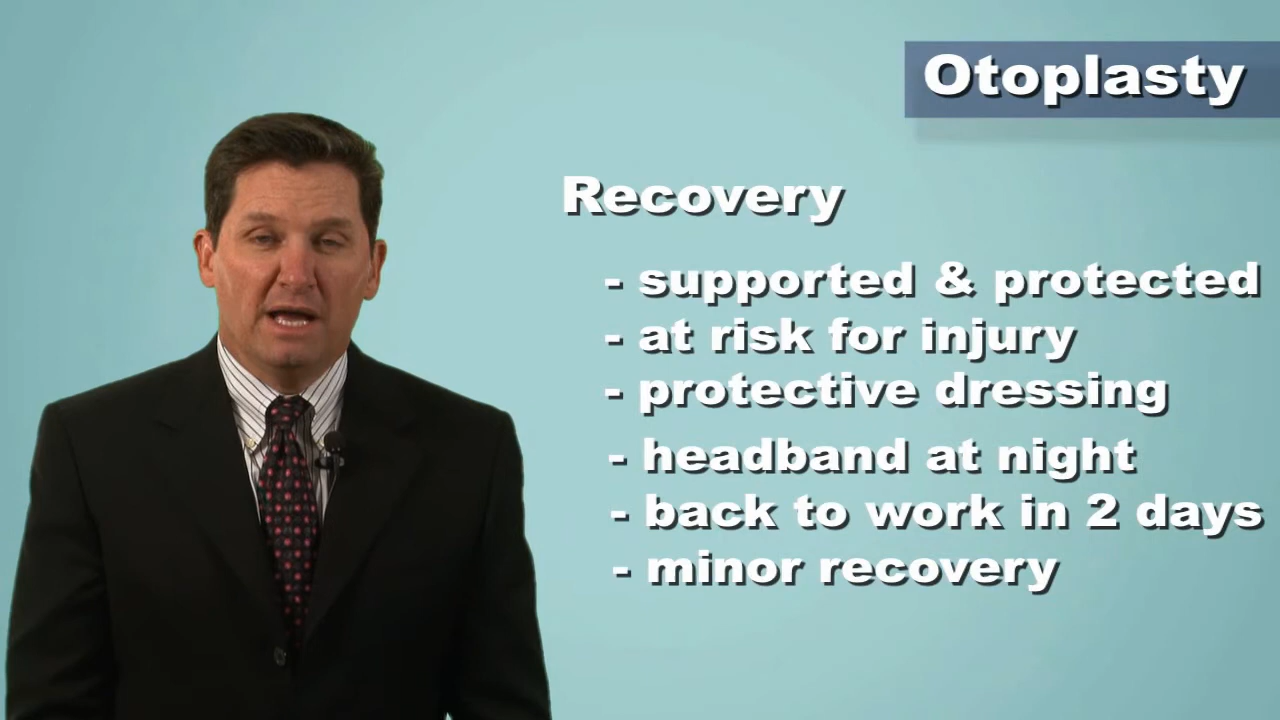 Otoplasty
Recovery
- supported & protected
- at risk for injury
- protective dressing
- headband at night
- back to work in 2 days
- minor recovery